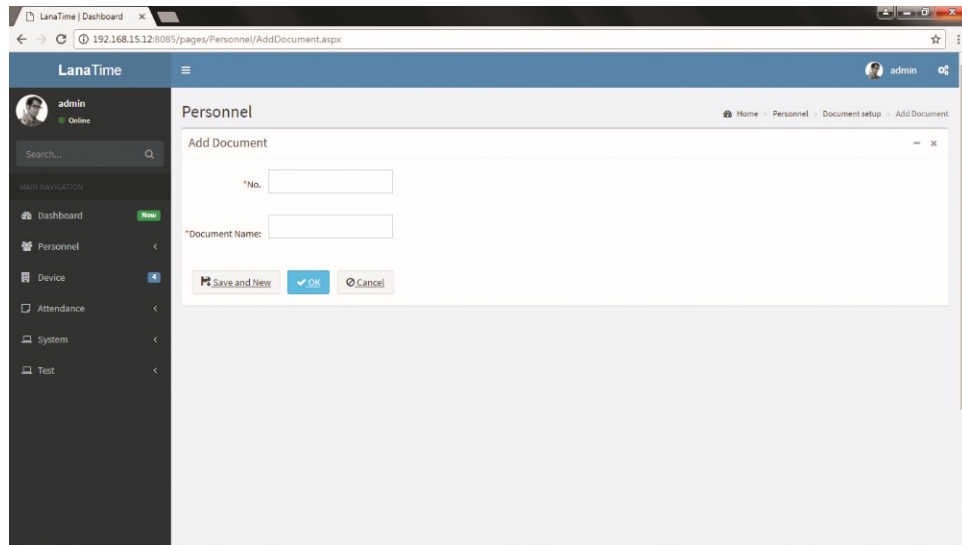 LanaTime | Dashboard
192.168.15.12:8085/pages/Personnel/AddDocument.aspx
LanaTime
admin
admin
Online
Search...
MAIN NAVIGATION
Dashboard New
Personnel
Device 4
Attendance
System
Test
Personnel
Home > Personnel > Document setup > Add Document
Add Document
*No.
*Document Name:
Save and New
OK
Cancel